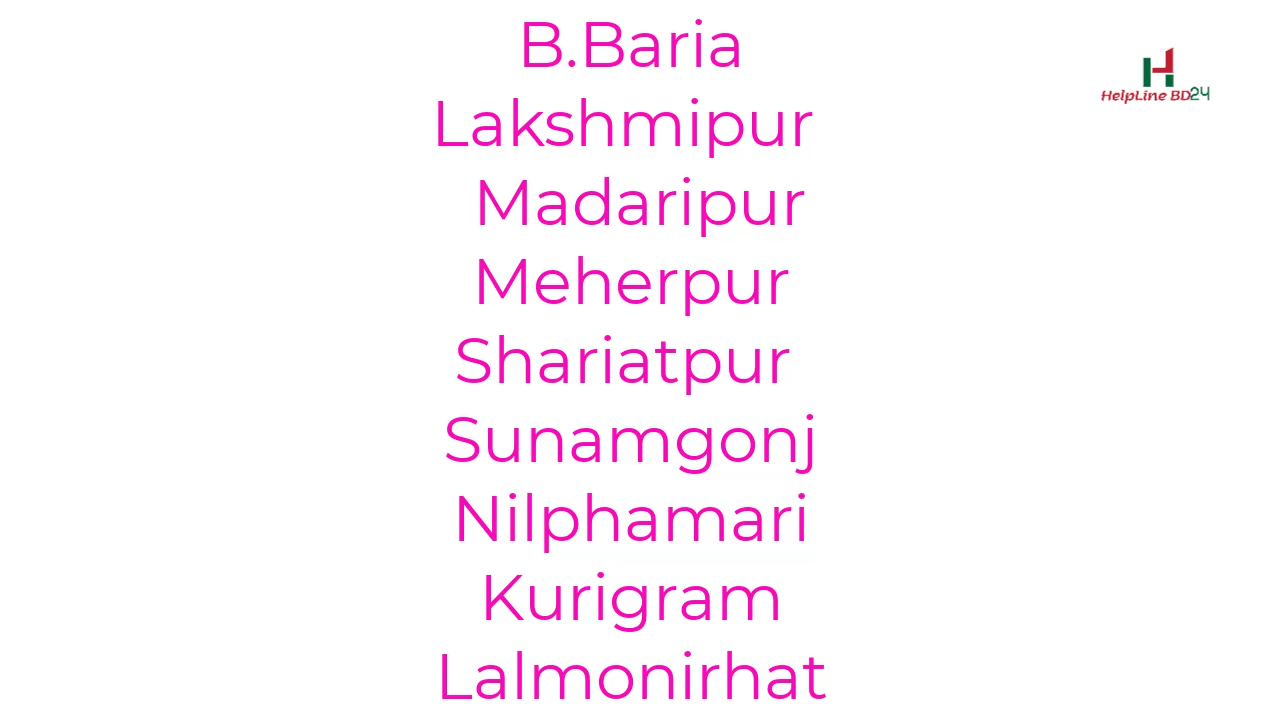 B.Baria
Lakshmipur
Madaripur
Meherpur
Shariatpur
Sunamgonj
Nilphamari
Kurigram
Lalmonirhat
HelpLine BD24